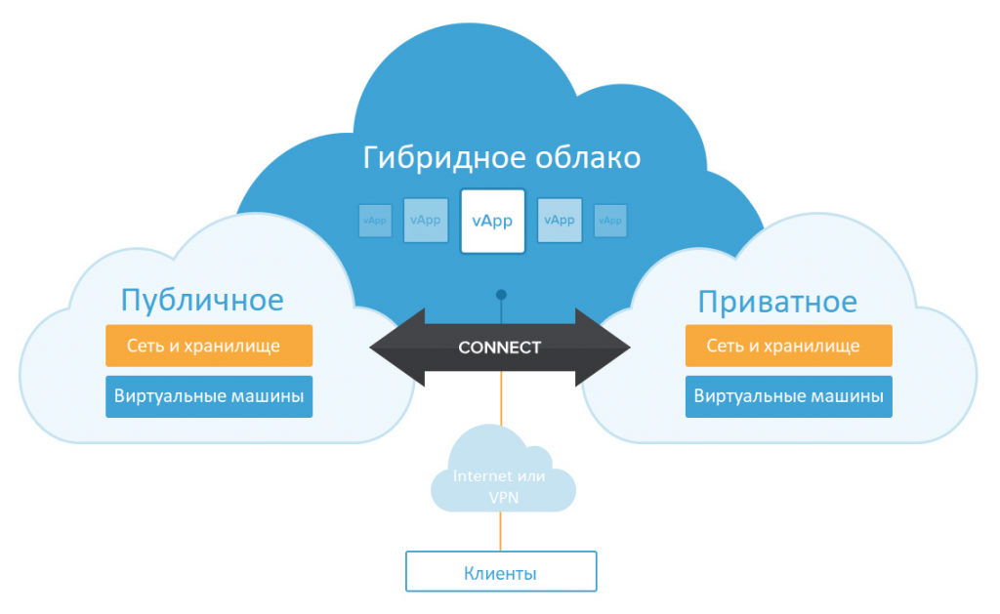 Гибридное облако
vApp vApp vApp vApp vApp
Публичное
Сеть и хранилище
Виртуальные машины
CONNECT
Приватное
Сеть и хранилище
Виртуальные машины
Internet или
VPN
Клиенты